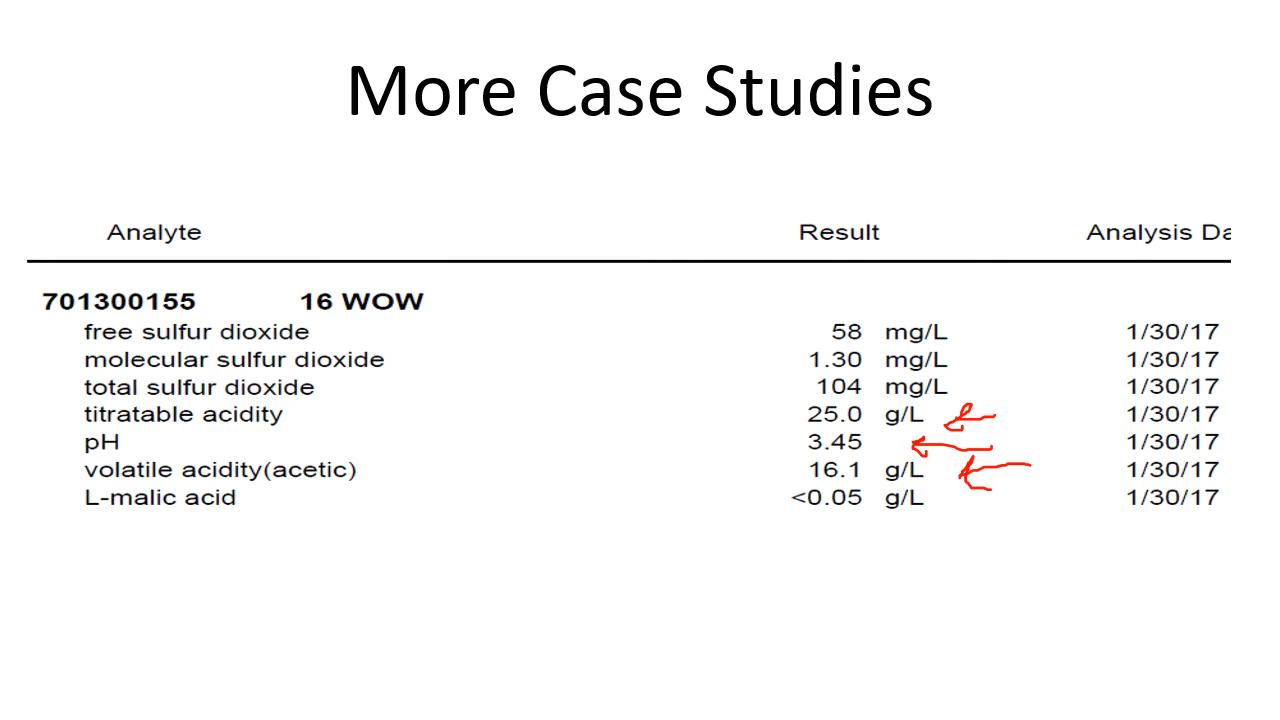 More Case Studies
Analyte Result Analysis Da
701300155 16 WOW
free sulfur dioxide 58 mg/L 1/30/17
molecular sulfur dioxide 1.30 mg/L 1/30/17
total sulfur dioxide 104 mg/L 1/30/17
titratable acidity 25.0 g/L 1/30/17
pH 3.45 1/30/17
volatile acidity(acetic) 16.1 g/L 1/30/17
L-malic acid <0.05 g/L 1/30/17